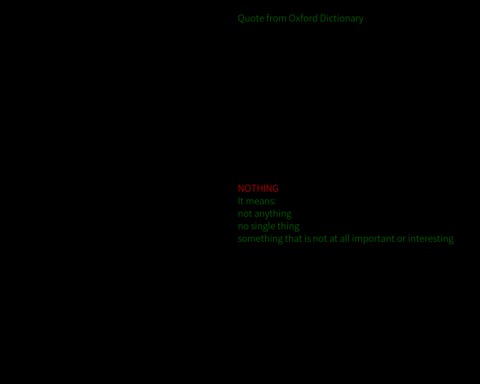 Quote from Oxford Dictionary
NOTHING
It means:
not anything
no single thing
something that is not at all important or interesting